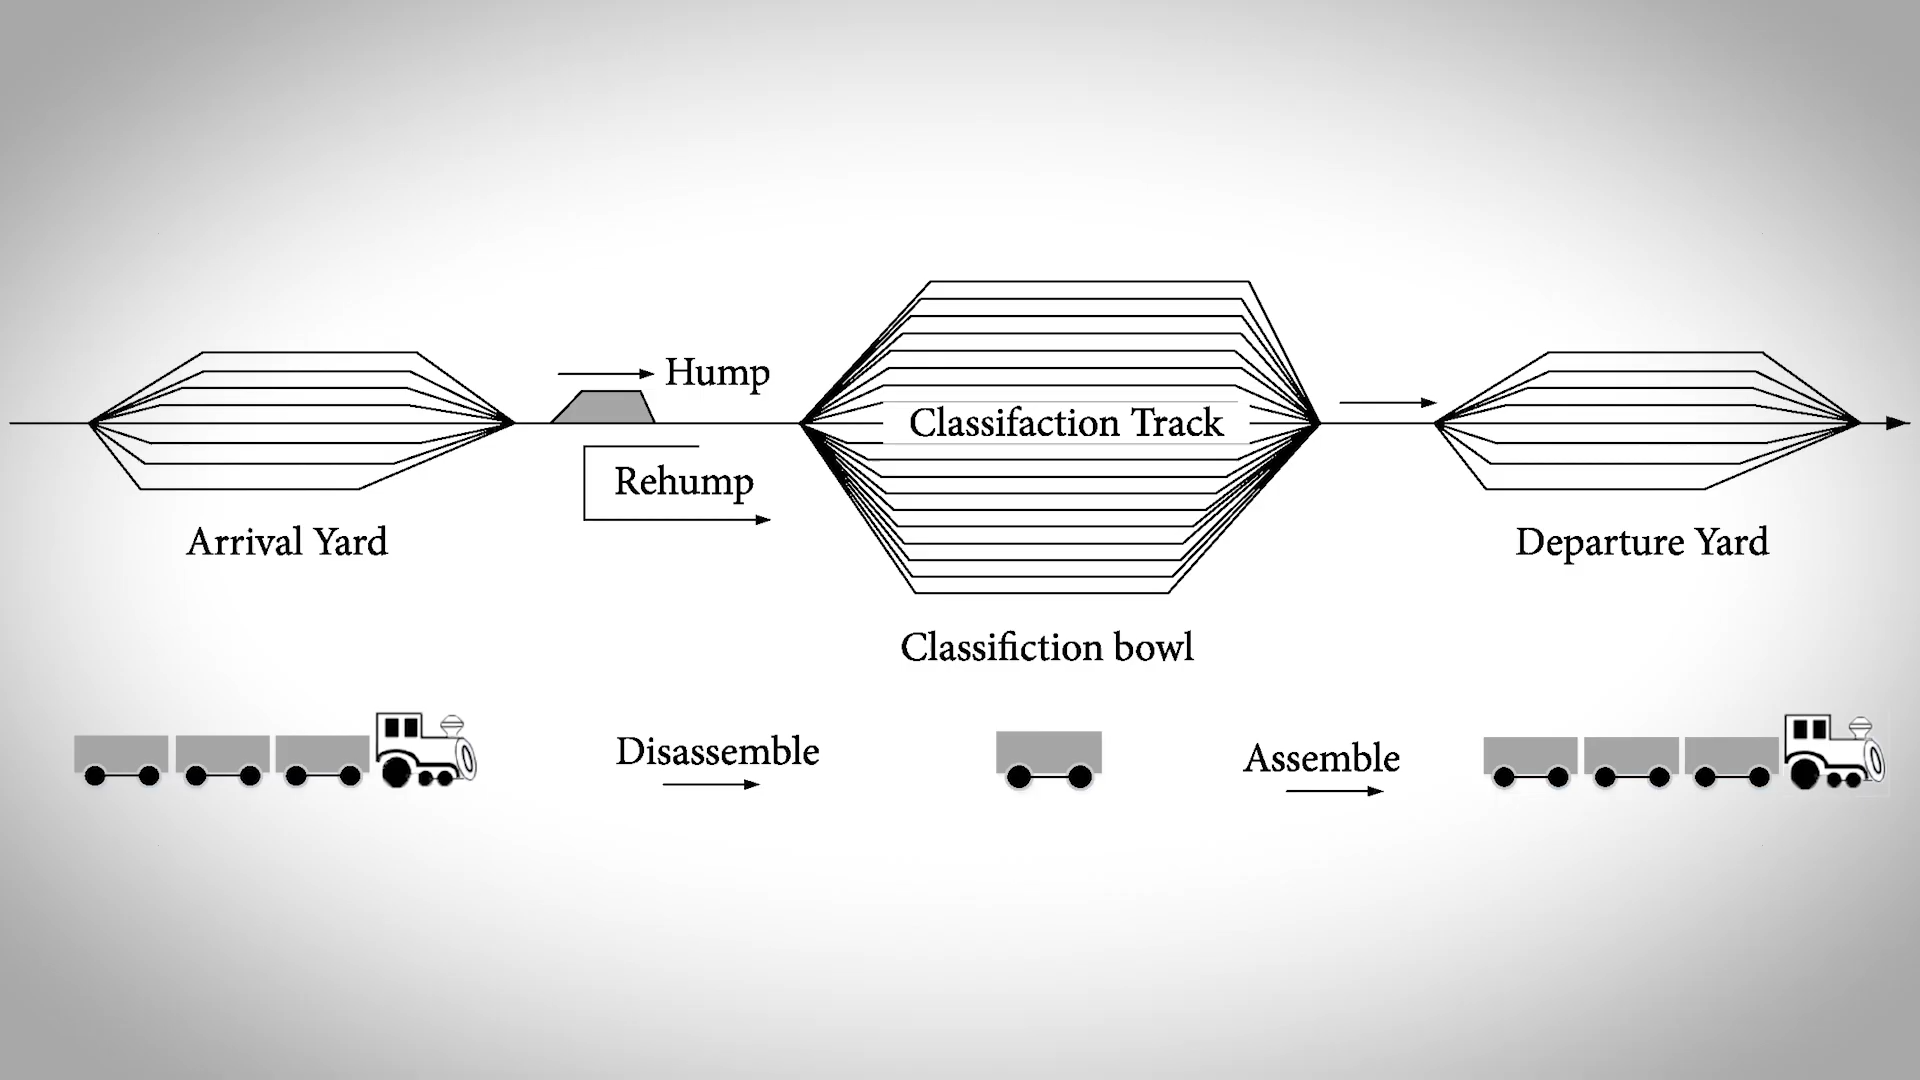 Hump
Classifaction Track
Rehump
Arrival Yard
Departure Yard
Classifiction bowl
Disassemble
Assemble